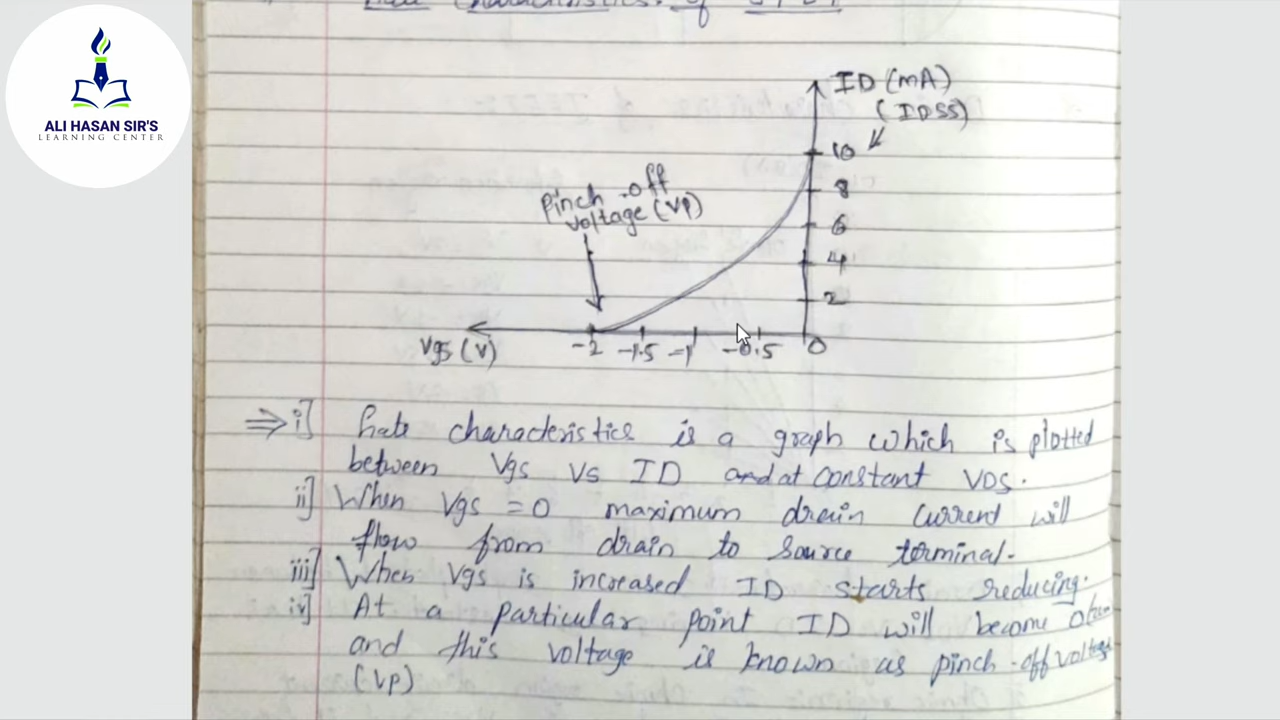 ALI HASAN SIR'S
LEARNING CENTER
Characteristics of
ID (mA)
(IDSS)
10
8
6
4
2
Pinch-off
voltage (Vp)
Vgs (V)
-2 -1.5 -1 -0.5 0
⇒ i] Gate characteristics is a graph which is plotted
between Vgs Vs ID and at constant VDS.
ii] When Vgs = 0 maximum drain current will
flow from drain to source terminal.
iii] When Vgs is increased ID starts reducing.
iv] At a particular point ID will become
and this voltage is known as pinch-off voltage
(Vp)